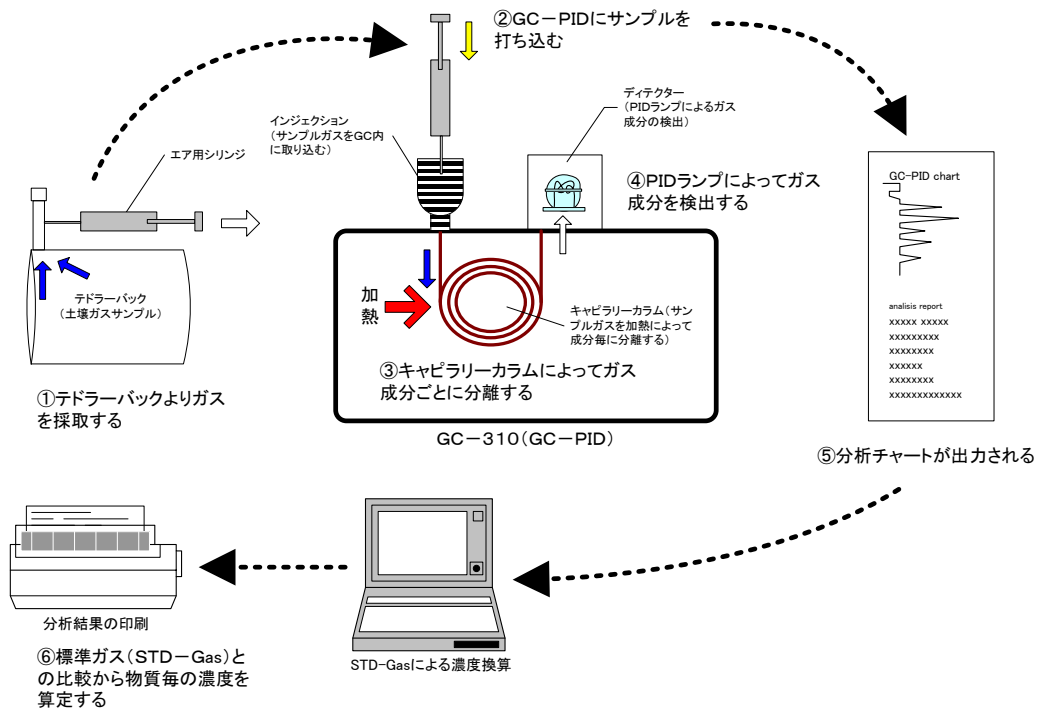 ②GC－PIDにサンプルを
打ち込む
ディテクター
（PIDランプによるガス
成分の検出）
インジェクション
（サンプルガスをGC内
に取り込む）
エア用シリンジ
④PIDランプによってガス
成分を検出する
GC-PID chart
テドラーバック
（土壌ガスサンプル）
加
熱
キャピラリーカラム（サン
プルガスを加熱によって
成分毎に分離する）
analisis report
xxxxx xxxxx
xxxxxxxxx
xxxxxxxx
xxxxxx
xxxxxxxx
xxxxxxxxxxxxx
③キャピラリーカラムによってガス
成分ごとに分離する
①テドラーバックよりガス
を採取する
GC－310（GC－PID）
⑤分析チャートが出力される
分析結果の印刷
STD-Gasによる濃度換算
⑥標準ガス（STD－Gas）と
の比較から物質毎の濃度を
算定する